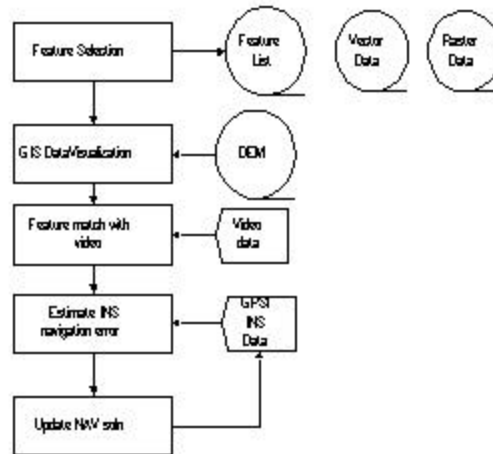 Feature Selection
Feature
List
Vector
Data
Raster
Data
GIS DataVisualization
DEM
Feature match with
video
Video
data
Estimate INS
navigation error
GPS/
INS
Data
Update NAV soln